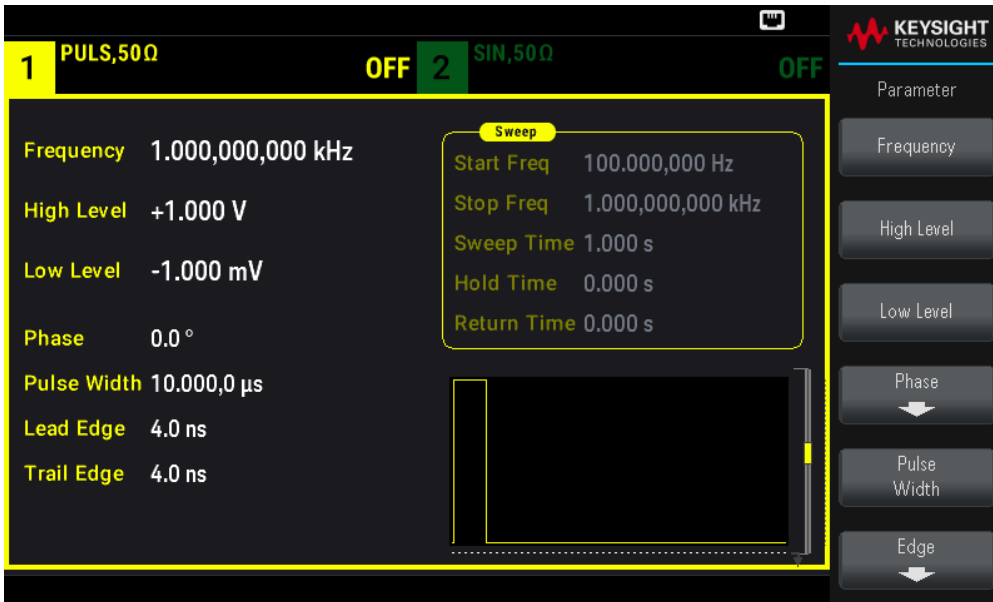 KEYSIGHT
TECHNOLOGIES
1 PULS,50Ω OFF 2 SIN,50Ω OFF
Parameter
Frequency 1.000,000,000 kHz
High Level +1.000 V
Low Level -1.000 mV
Phase 0.0 °
Pulse Width 10.000,0 µs
Lead Edge 4.0 ns
Trail Edge 4.0 ns
Sweep
Start Freq 100.000,000 Hz
Stop Freq 1.000,000,000 kHz
Sweep Time 1.000 s
Hold Time 0.000 s
Return Time 0.000 s
Frequency
High Level
Low Level
Phase
Pulse
Width
Edge